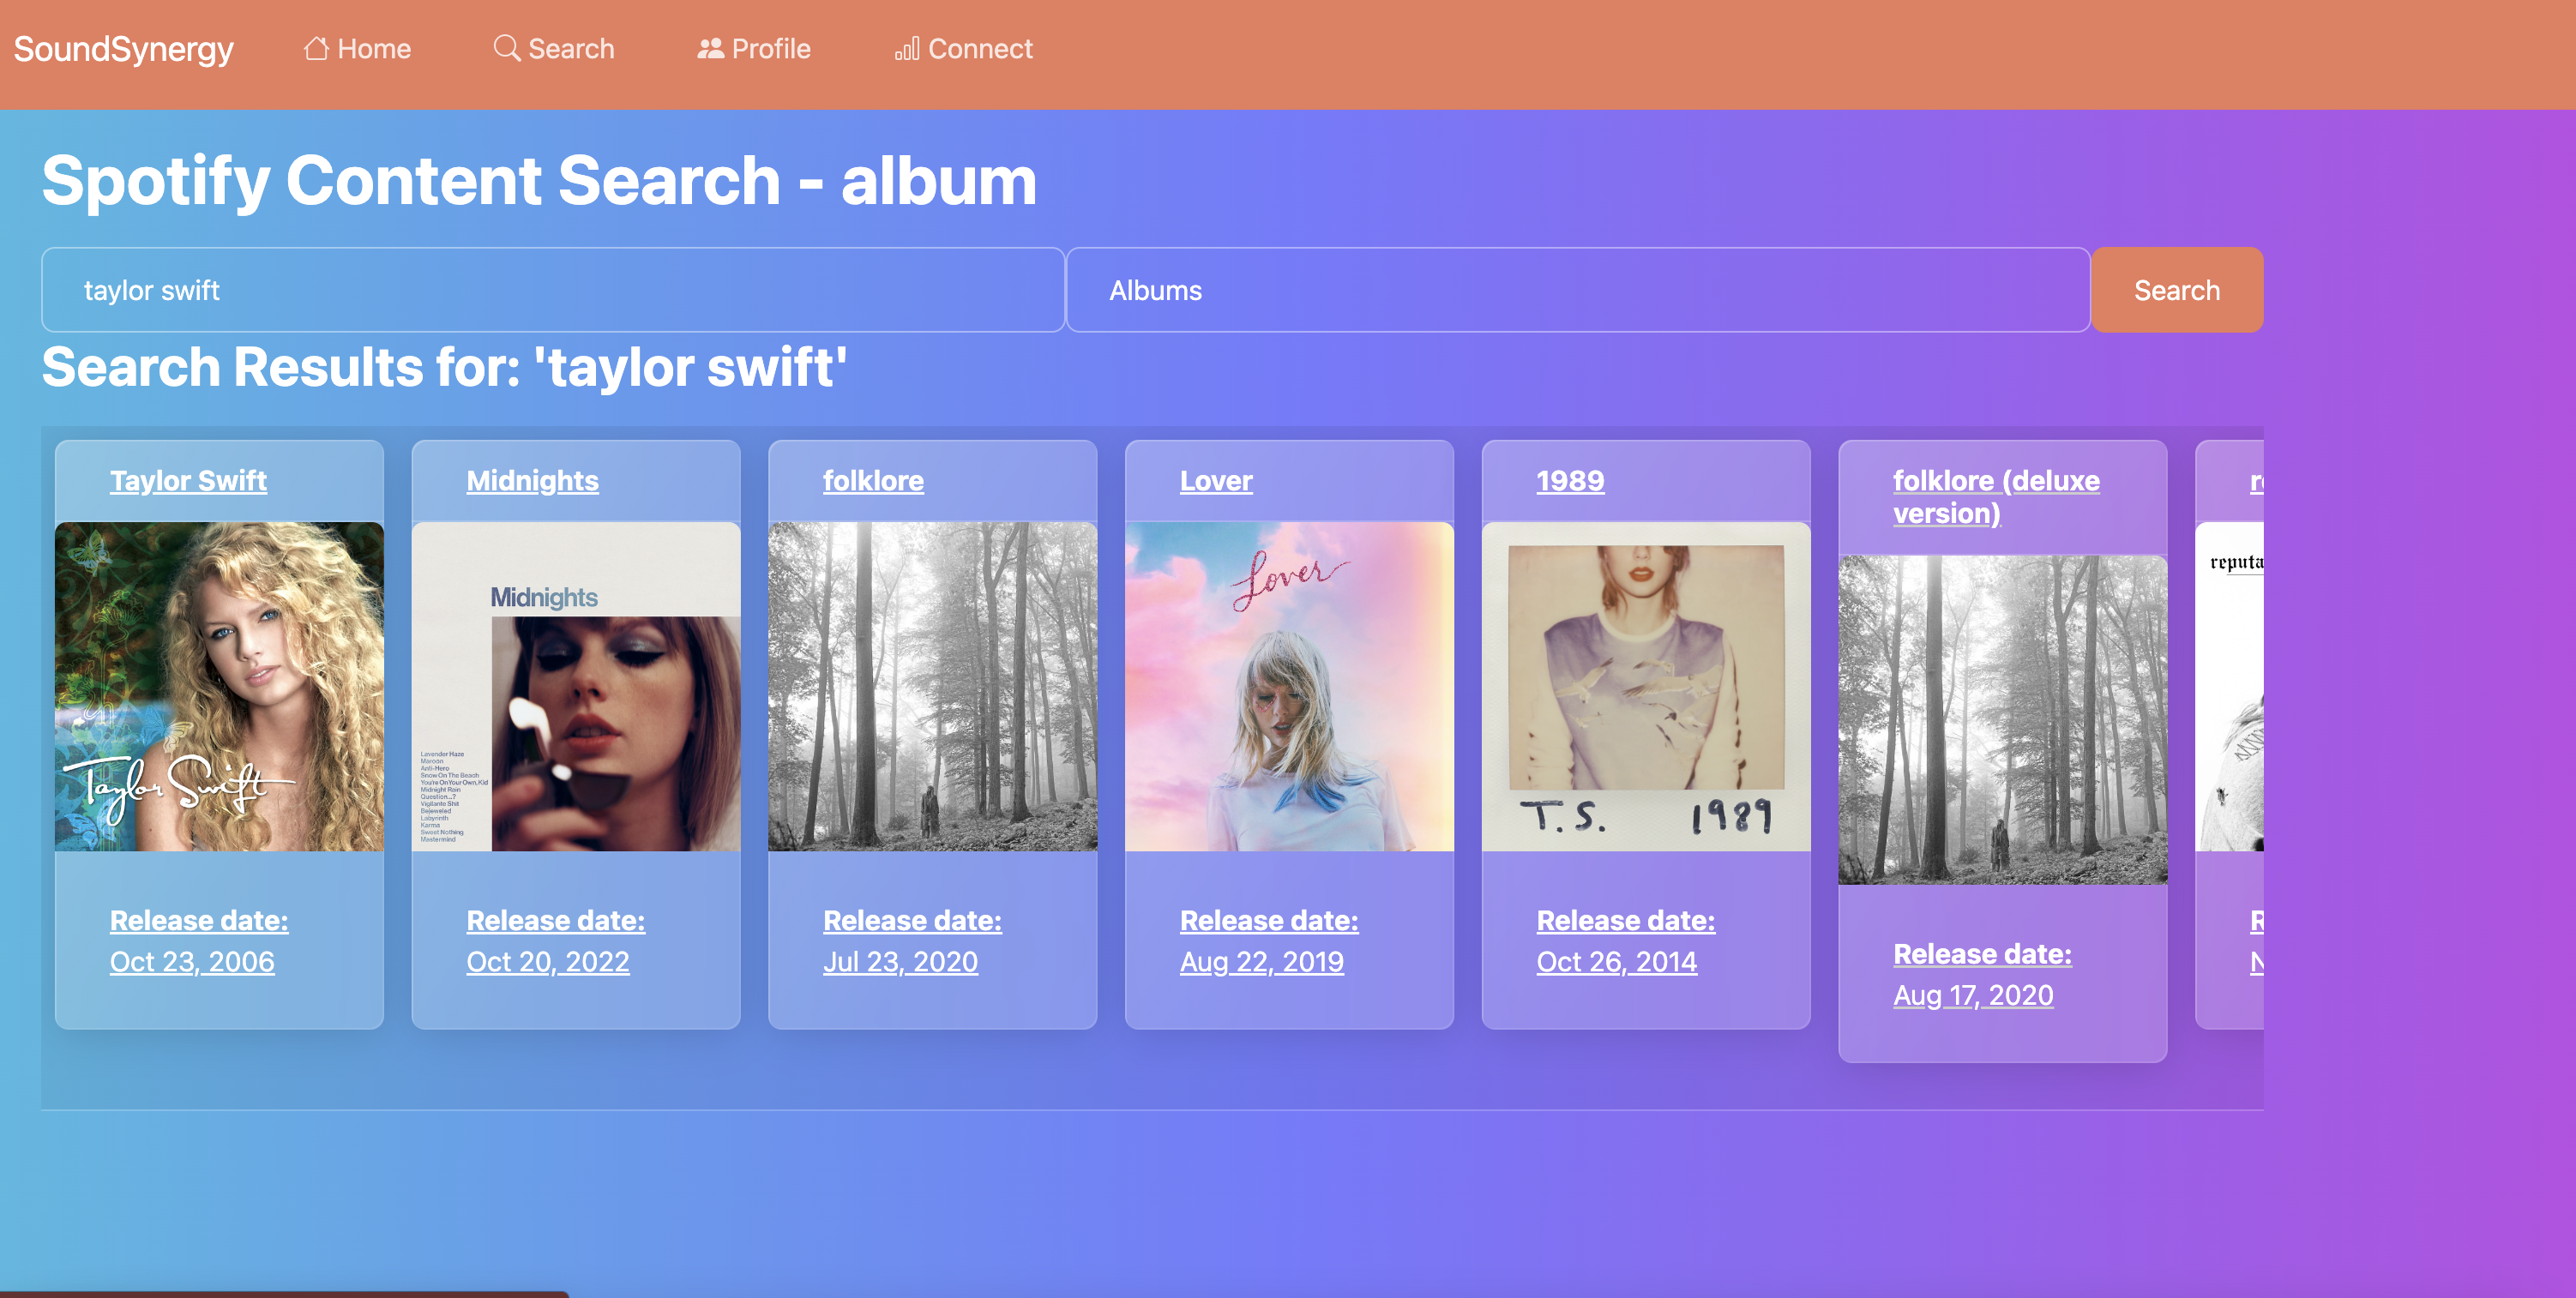 SoundSynergy Home Search Profile Connect
Spotify Content Search - album
taylor swift Albums Search
Search Results for: 'taylor swift'
Taylor Swift
Taylor Swift
Release date:
Oct 23, 2006
Midnights
Midnights
Lavender Haze
Maroon
Anti-Hero
Snow On The Beach
You're On Your Own, Kid
Midnight Rain
Question...?
Vigilante Shit
Bejeweled
Labyrinth
Karma
Sweet Nothing
Mastermind
Release date:
Oct 20, 2022
folklore
Release date:
Jul 23, 2020
Lover
Lover
Release date:
Aug 22, 2019
1989
T.S. 1989
Release date:
Oct 26, 2014
folklore (deluxe
version)
Release date:
Aug 17, 2020
reputa
R
N